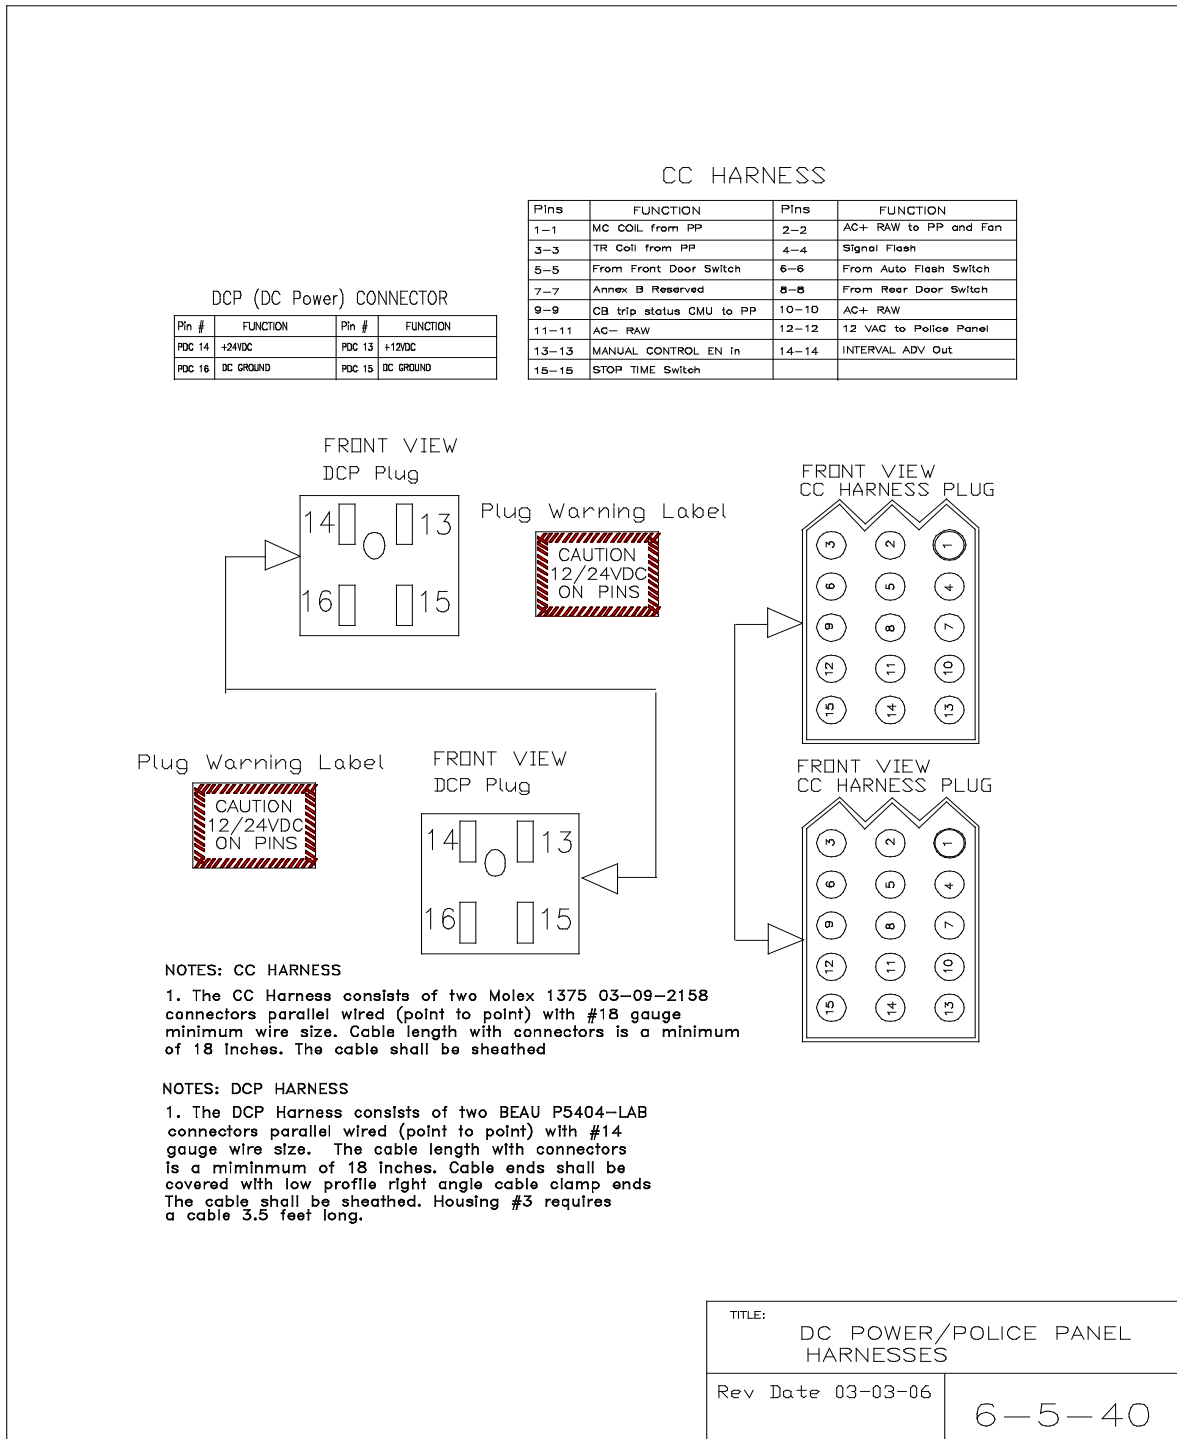 CC HARNESS
Pins FUNCTION Pins FUNCTION
1-1 MC COIL from PP 2-2 AC+ RAW to PP and Fan
3-3 TR Coil from PP 4-4 Signal Flash
5-5 From Front Door Switch 6-6 From Auto Flash Switch
7-7 Annex B Reserved 8-8 From Rear Door Switch
9-9 CB trip status CMU to PP 10-10 AC+ RAW
11-11 AC- RAW 12-12 12 VAC to Police Panel
13-13 MANUAL CONTROL EN in 14-14 INTERVAL ADV Out
15-15 STOP TIME Switch
DCP (DC Power) CONNECTOR
Pin # FUNCTION Pin # FUNCTION
PDC 14 +24VDC PDC 13 +12VDC
PDC 16 DC GROUND PDC 15 DC GROUND
FRONT VIEW
DCP Plug
14 13
16 15
Plug Warning Label
CAUTION
12/24VDC
ON PINS
FRONT VIEW
CC HARNESS PLUG
3 2 1
6 5 4
9 8 7
12 11 10
15 14 13
Plug Warning Label
CAUTION
12/24VDC
ON PINS
FRONT VIEW
DCP Plug
14 13
16 15
FRONT VIEW
CC HARNESS PLUG
3 2 1
6 5 4
9 8 7
12 11 10
15 14 13
NOTES: CC HARNESS
1. The CC Harness consists of two Molex 1375 03-09-2158
connectors parallel wired (point to point) with #18 gauge
minimum wire size. Cable length with connectors is a minimum
of 18 inches. The cable shall be sheathed
NOTES: DCP HARNESS
1. The DCP Harness consists of two BEAU P5404-LAB
connectors parallel wired (point to point) with #14
gauge wire size. The cable length with connectors
is a miminmum of 18 inches. Cable ends shall be
covered with low profile right angle cable clamp ends
The cable shall be sheathed. Housing #3 requires
a cable 3.5 feet long.
TITLE:
DC POWER/POLICE PANEL
HARNESSES
Rev Date 03-03-06
6-5-40